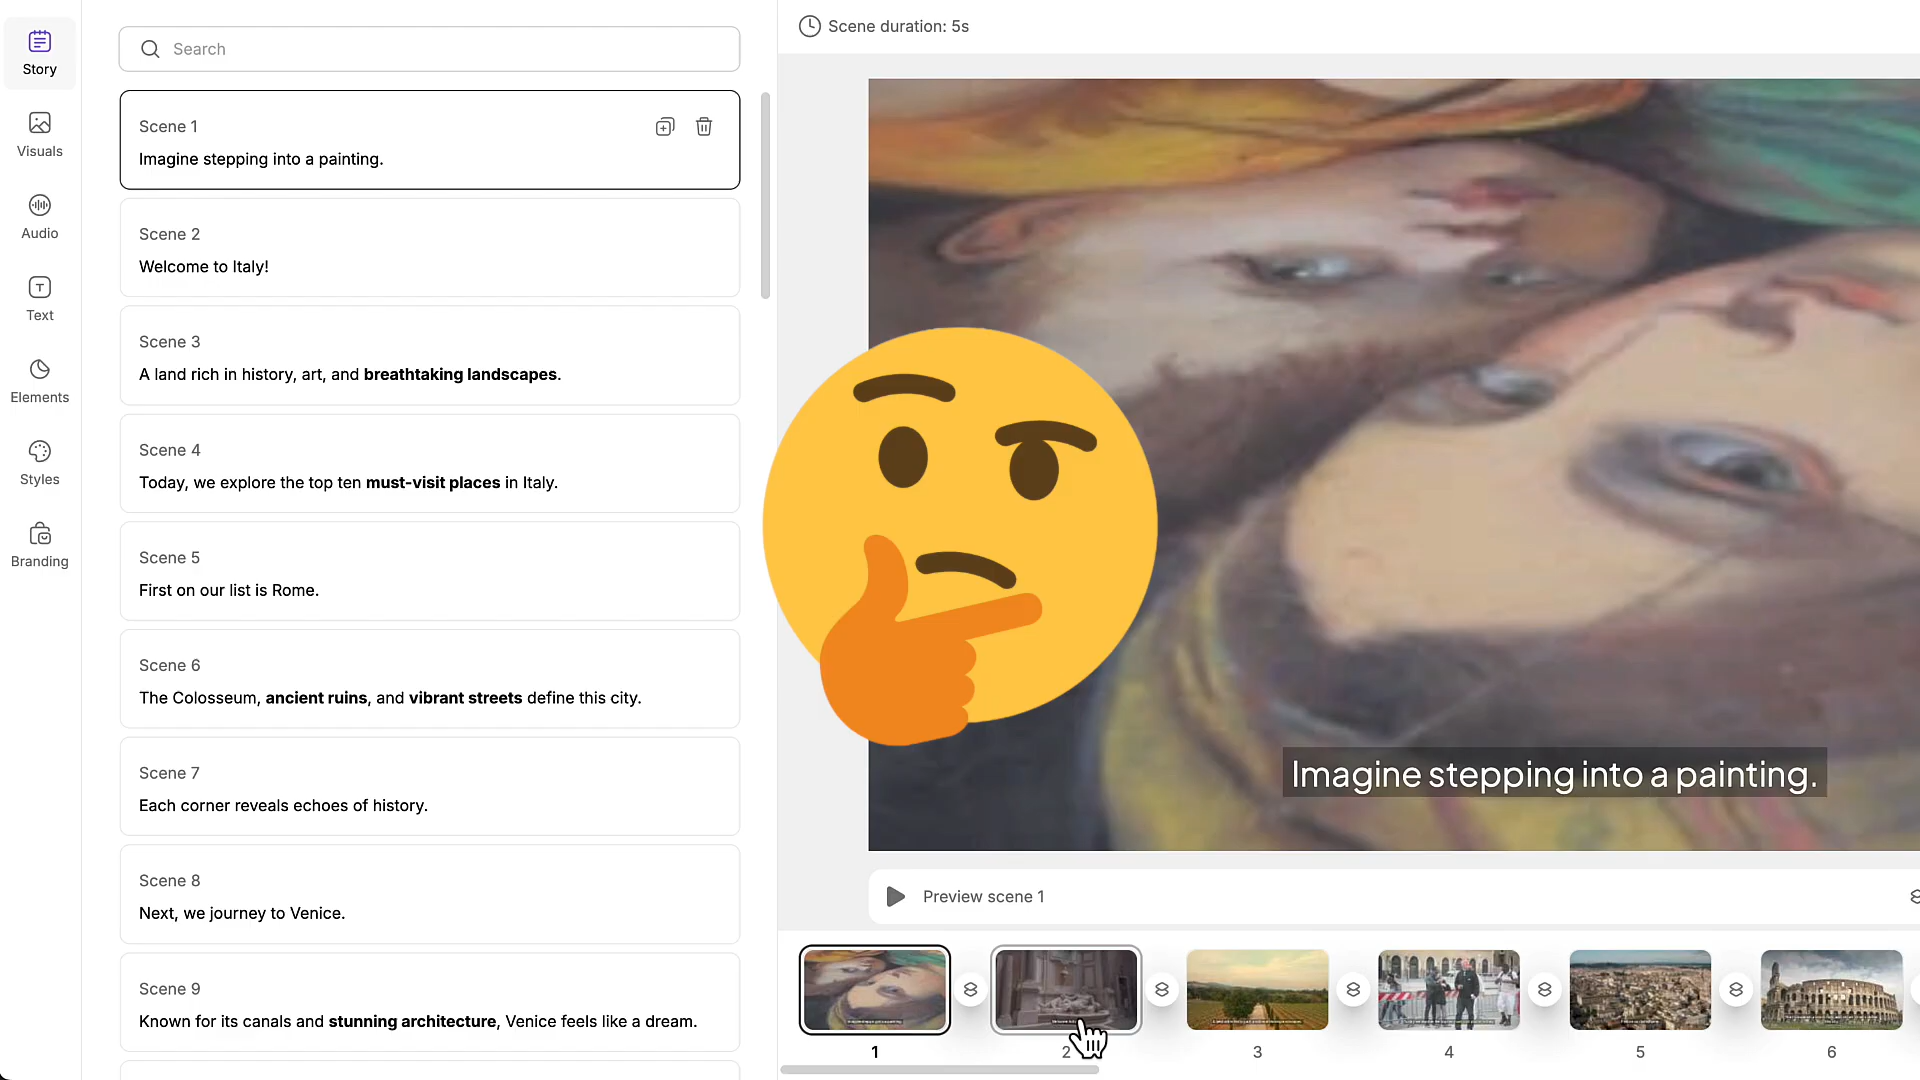 Story
Visuals
Audio
T
Text
Elements
Styles
Branding
Search
Scene 1
Imagine stepping into a painting.
Scene 2
Welcome to Italy!
Scene 3
A land rich in history, art, and breathtaking landscapes.
Scene 4
Today, we explore the top ten must-visit places in Italy.
Scene 5
First on our list is Rome.
Scene 6
The Colosseum, ancient ruins, and vibrant streets define this city.
Scene 7
Each corner reveals echoes of history.
Scene 8
Next, we journey to Venice.
Scene 9
Known for its canals and stunning architecture, Venice feels like a dream.
Scene duration: 5s
Imagine stepping into a painting.
Preview scene 1
1
2
3
4
5
6